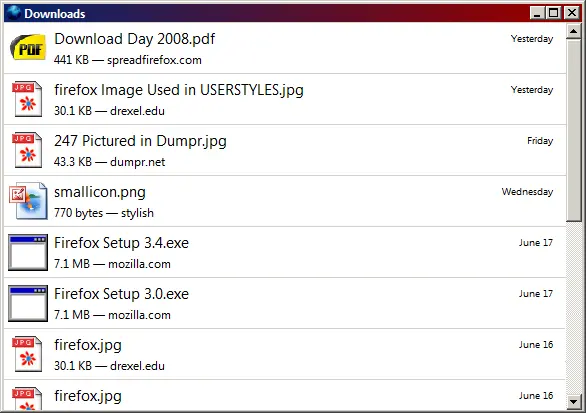 Downloads
Download Day 2008.pdf
Yesterday
441 KB — spreadfirefox.com
firefox Image Used in USERSTYLES.jpg
Yesterday
30.1 KB — drexel.edu
247 Pictured in Dumpr.jpg
Friday
43.3 KB — dumpr.net
smallicon.png
Wednesday
770 bytes — stylish
Firefox Setup 3.4.exe
June 17
7.1 MB — mozilla.com
Firefox Setup 3.0.exe
June 17
7.1 MB — mozilla.com
firefox.jpg
June 16
30.1 KB — drexel.edu
firefox.jpg
June 16
PDF
JPG
JPG
JPG
JPG